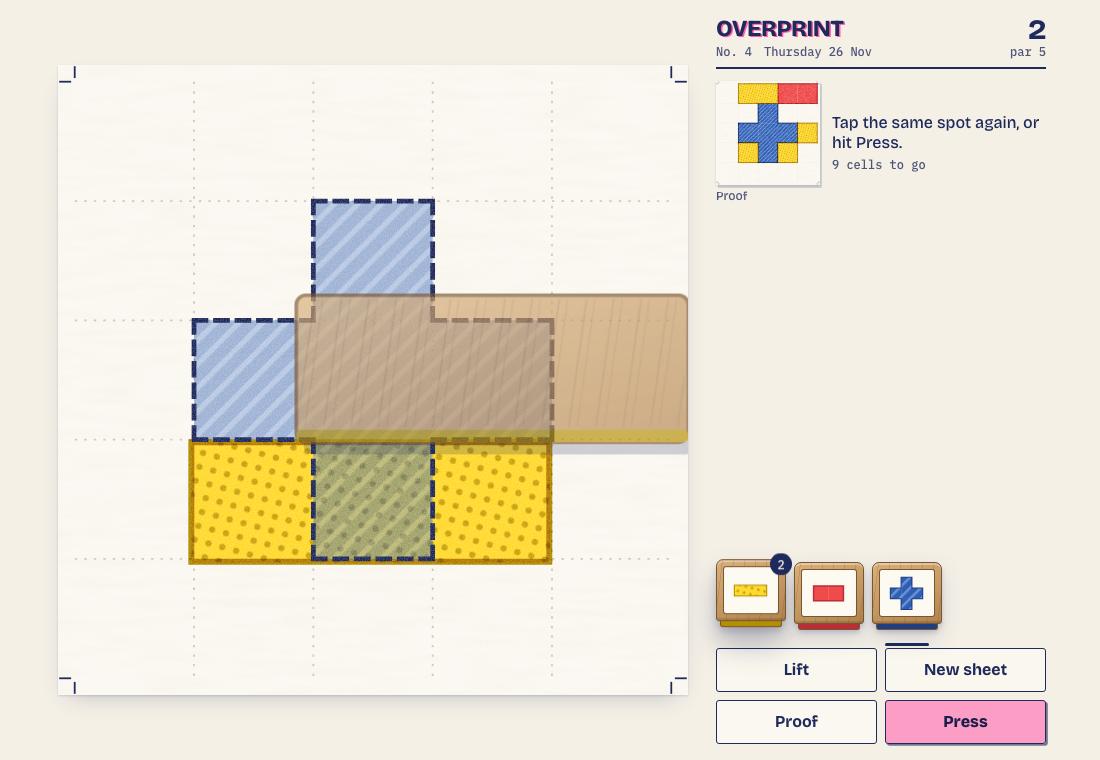 OVERPRINT
2
No. 4 Thursday 26 Nov
par 5
Tap the same spot again, or
hit Press.
9 cells to go
Proof
2
Lift
New sheet
Proof
Press